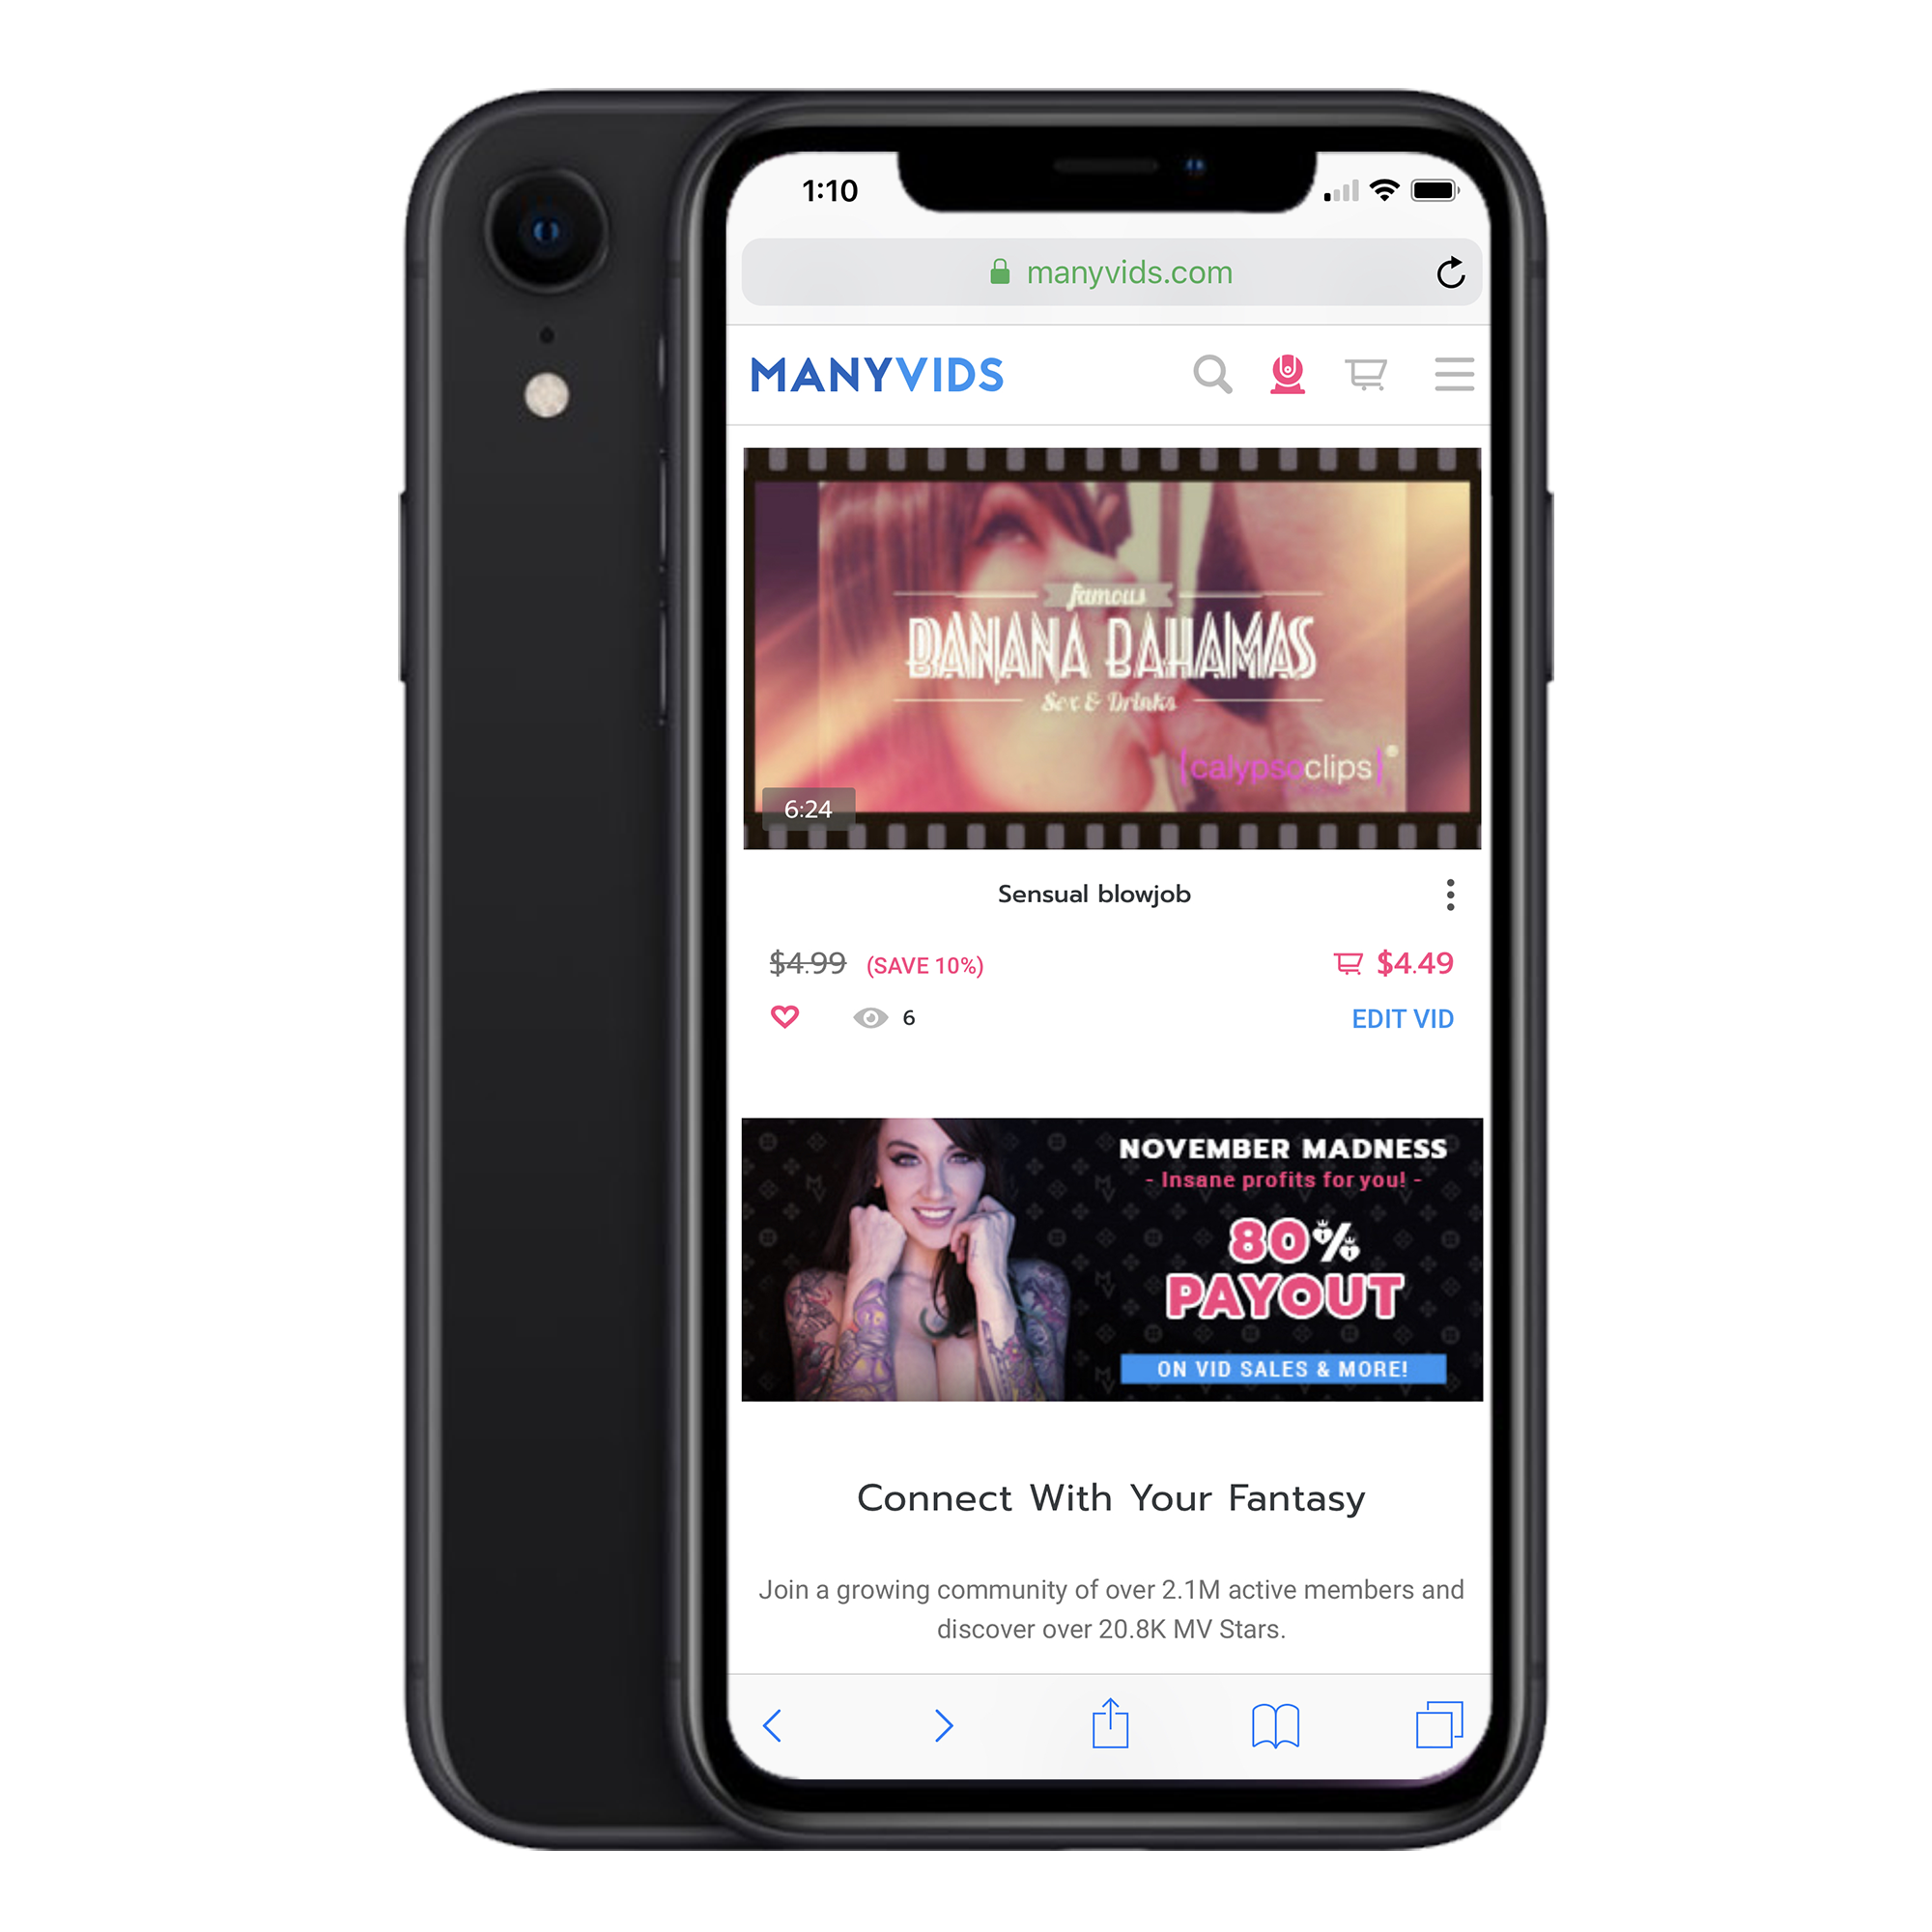 1:10
manyvids.com
MANYVIDS
famous
BANANA BAHAMAS
Sex & Drinks
[calypsoclips]
6:24
Sensual blowjob
$4.99 (SAVE 10%) $4.49
6 EDIT VID
NOVEMBER MADNESS
- Insane profits for you! -
80%
PAYOUT
ON VID SALES & MORE!
Connect With Your Fantasy
Join a growing community of over 2.1M active members and
discover over 20.8K MV Stars.